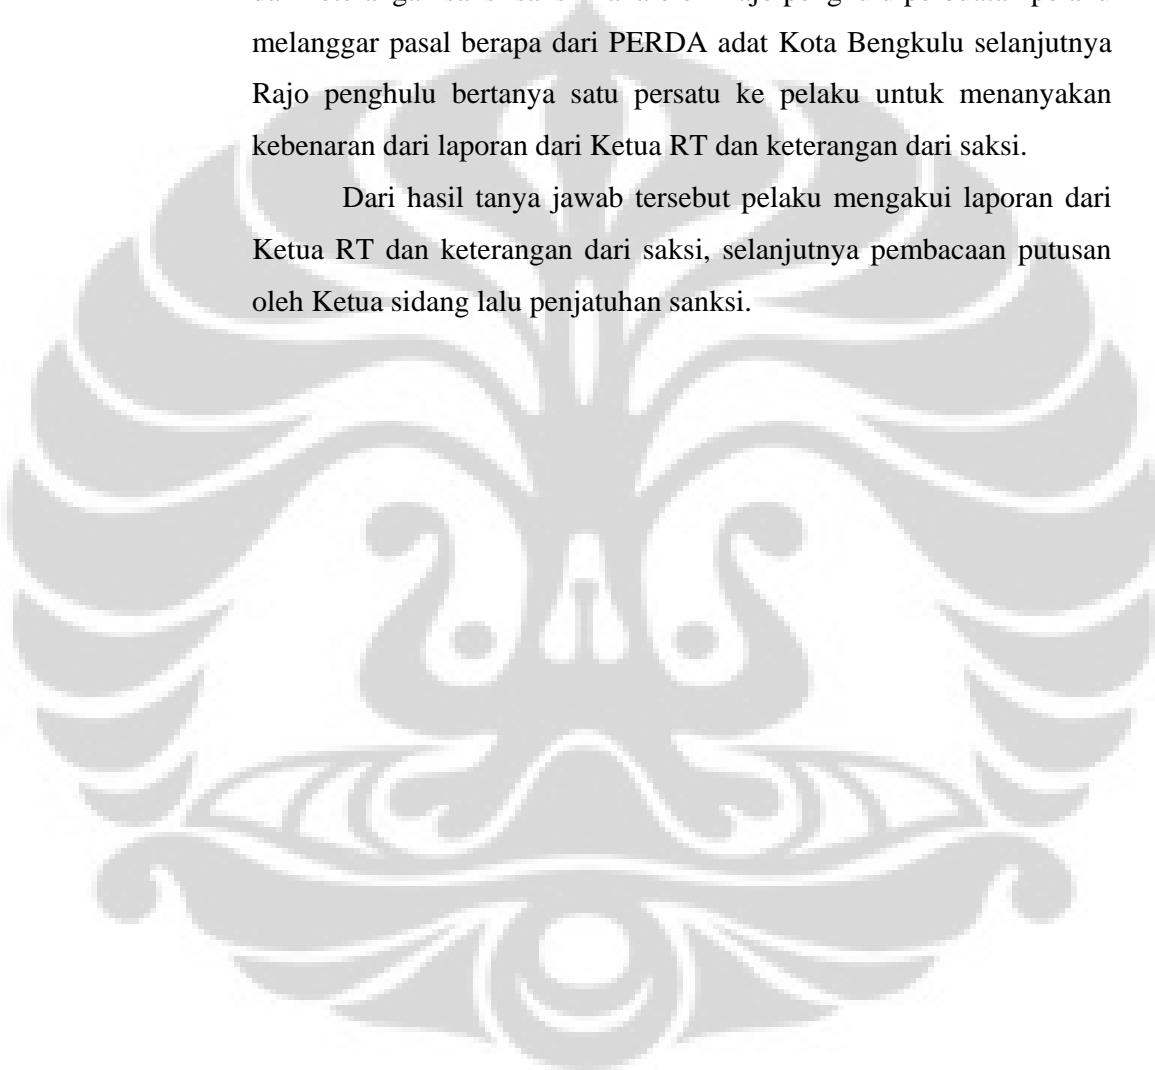 melanggar pasal berapa dari PERDA adat Kota Bengkulu selanjutnya
Rajo penghulu bertanya satu persatu ke pelaku untuk menanyakan
kebenaran dari laporan dari Ketua RT dan keterangan dari saksi.
Dari hasil tanya jawab tersebut pelaku mengakui laporan dari
Ketua RT dan keterangan dari saksi, selanjutnya pembacaan putusan
oleh Ketua sidang lalu penjatuhan sanksi.